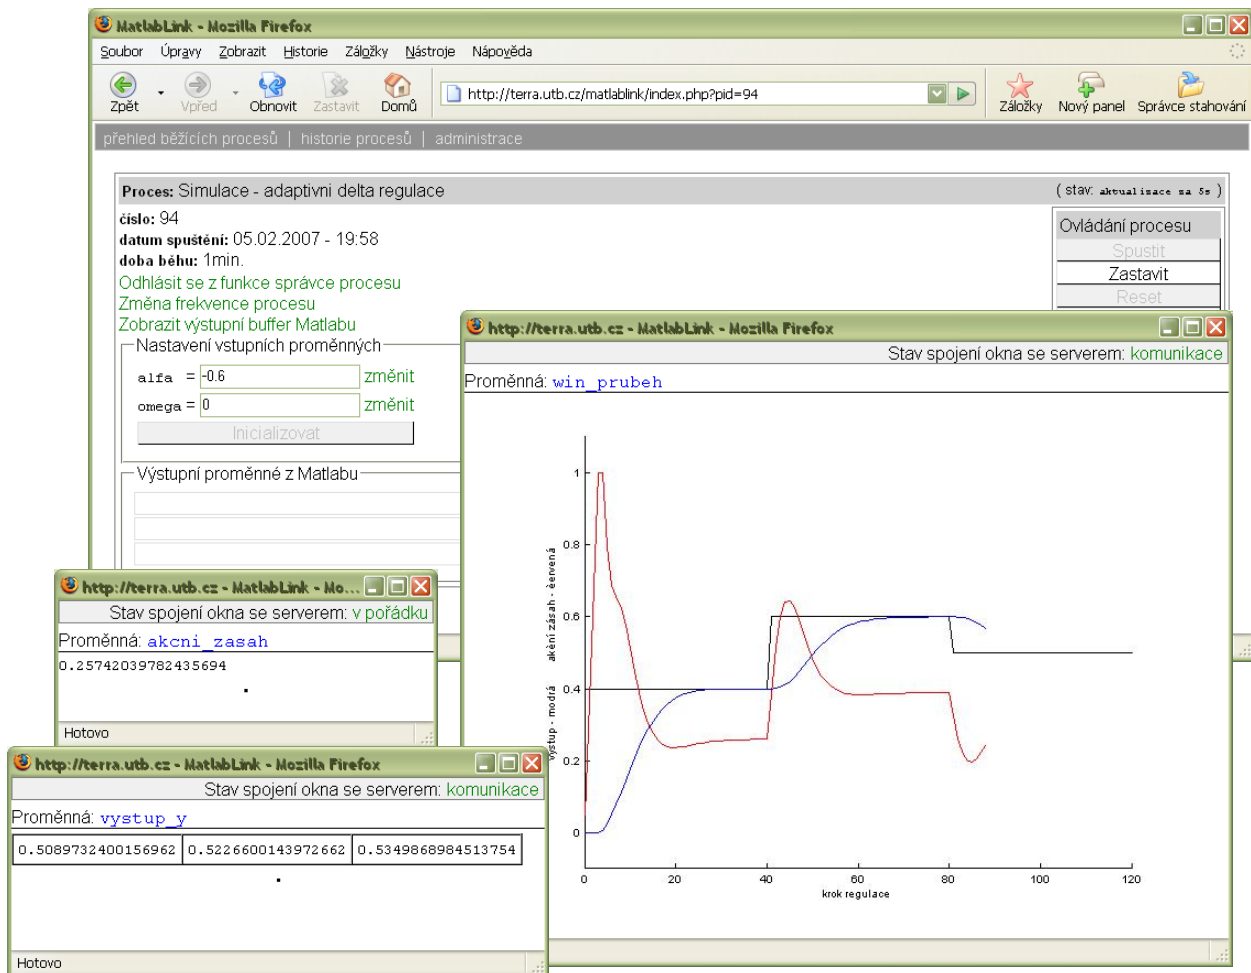 MatlabLink - Mozilla Firefox
Soubor Úpravy Zobrazit Historie Záložky Nástroje Nápověda
Zpět Vpřed Obnovit Zastavit Domů http://terra.utb.cz/matlablink/index.php?pid=94 Záložky Nový panel Správce stahování
přehled běžících procesů | historie procesů | administrace
Proces: Simulace - adaptivni delta regulace ( stav: aktualizace za 5s )
číslo: 94
datum spuštění: 05.02.2007 - 19:58
doba běhu: 1min.
Odhlásit se z funkce správce procesu
Změna frekvence procesu
Zobrazit výstupní buffer Matlabu
Ovládání procesu
Spustit
Zastavit
Reset
Nastavení vstupních proměnných
alfa = -0.6 změnit
omega = 0 změnit
Inicializovat
Výstupní proměnné z Matlabu
http://terra.utb.cz - MatlabLink - Mozilla Firefox
Stav spojení okna se serverem: komunikace
Proměnná: win_prubeh
1
0.8
0.6
0.4
0.2
0
výstup - modrá akèní zásah - èervená
0 20 40 60 80 100 120
krok regulace
http://terra.utb.cz - MatlabLink - Mo...
Stav spojení okna se serverem: v pořádku
Proměnná: akcni_zasah
0.25742039782435694
Hotovo
http://terra.utb.cz - MatlabLink - Mozilla Firefox
Stav spojení okna se serverem: komunikace
Proměnná: vystup_y
0.5089732400156962 0.5226600143972662 0.5349868984513754
Hotovo